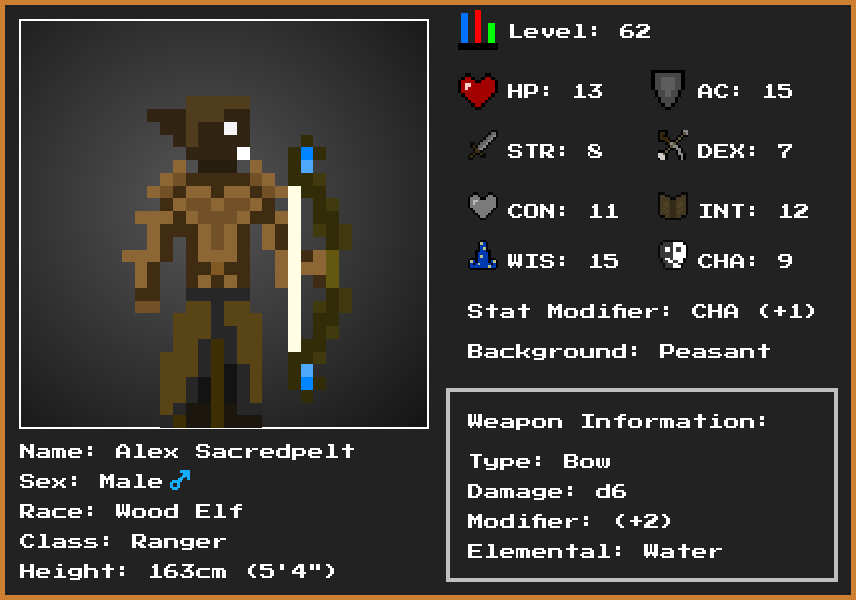 Level: 62
HP: 13
AC: 15
STR: 8
DEX: 7
CON: 11
INT: 12
WIS: 15
CHA: 9
Stat Modifier: CHA (+1)
Background: Peasant
Weapon Information:
Type: Bow
Damage: d6
Modifier: (+2)
Elemental: Water
Name: Alex Sacredpelt
Sex: Male ♂
Race: Wood Elf
Class: Ranger
Height: 163cm (5'4")